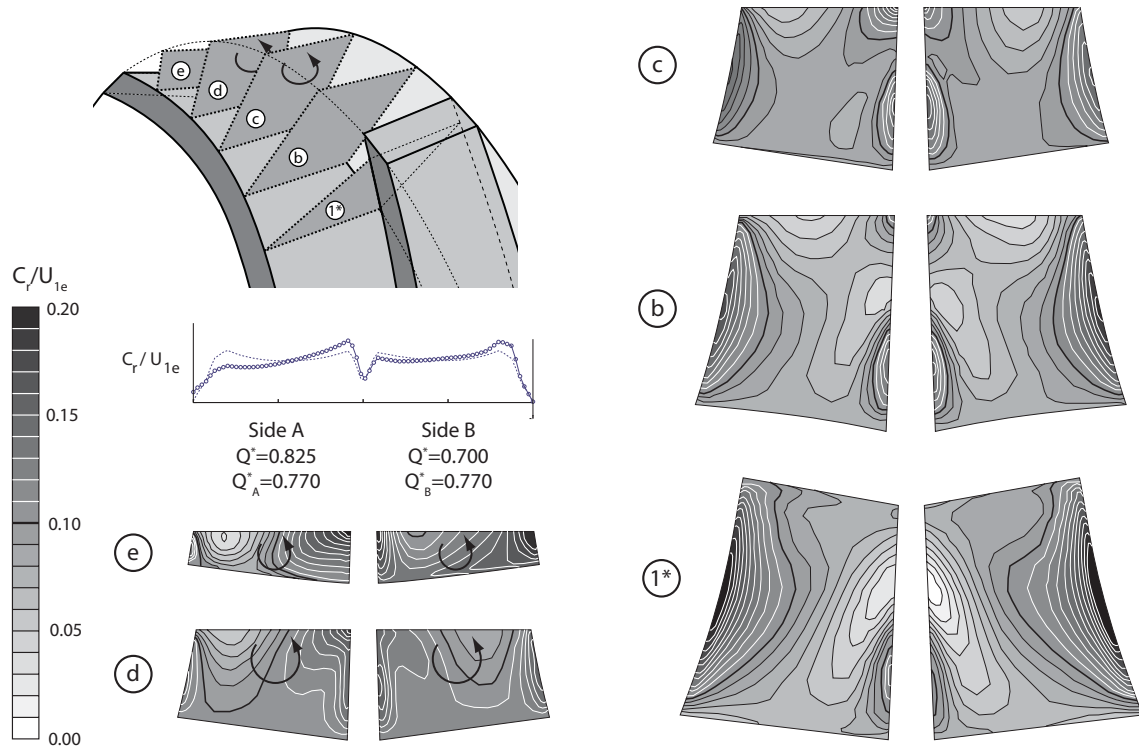 e
d
c
b
1*
C_r/U_1e
0.20
0.15
0.10
0.05
0.00
C_r/U_1e
Side A
Q*=0.825
Q*_A=0.770
Side B
Q*=0.700
Q*_B=0.770
e
d
c
b
1*